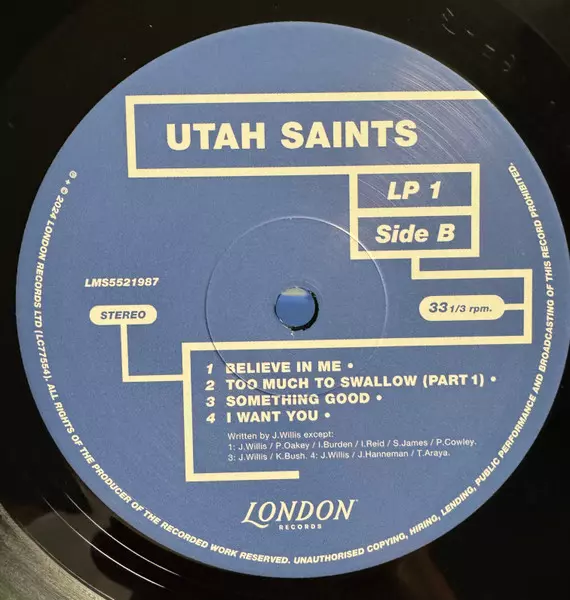 UTAH SAINTS
LP 1
Side B
LMS5521987
STEREO
33 1/3 rpm.
1 BELIEVE IN ME •
2 TOO MUCH TO SWALLOW (PART 1) •
3 SOMETHING GOOD •
4 I WANT YOU •
Written by J.Willis except:
1: J.Willis / P.Oakey / I.Burden / I.Reid / S.James / P.Cowley.
3: J.Willis / K.Bush. 4: J.Willis / J.Hanneman / T.Araya.
LONDON
RECORDS
℗ + © 2024 LONDON RECORDS LTD (LC77554). ALL RIGHTS OF THE PRODUCER OF THE RECORDED WORK RESERVED. UNAUTHORISED COPYING, HIRING, LENDING, PUBLIC PERFORMANCE AND BROADCASTING OF THIS RECORD PROHIBITED.